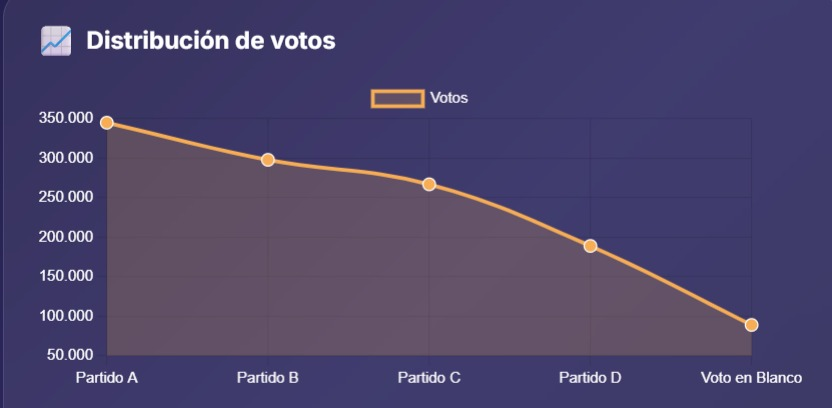 Distribución de votos
Votos
350.000
300.000
250.000
200.000
150.000
100.000
50.000
Partido A
Partido B
Partido C
Partido D
Voto en Blanco